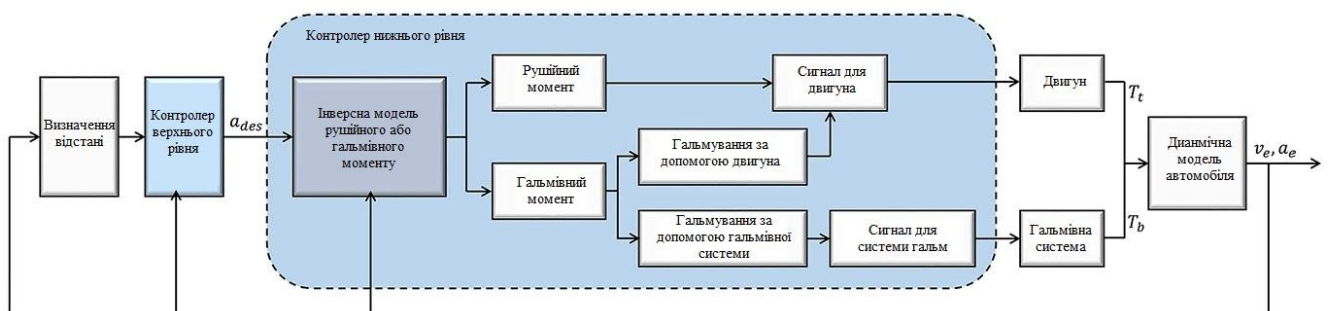 Контролер нижнього рівня
Визначення
відстані
Контролер
верхнього
рівня
a_des
Інверсна модель
рушійного або
гальмівного
моменту
Рушійний
момент
Гальмівний
момент
Гальмування за
допомогою двигуна
Гальмування за
допомогою гальмівної
системи
Сигнал для
двигуна
Сигнал для
системи гальм
Двигун
Гальмівна
система
T_t
T_b
Дианмічна
модель
автомобіля
v_e, a_e